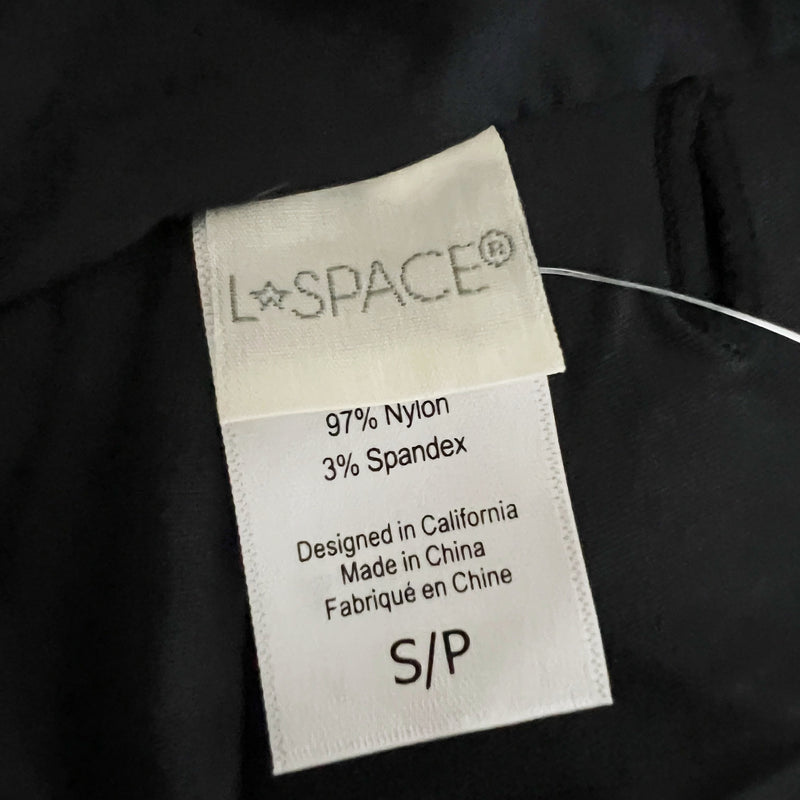 L☆SPACE®
97% Nylon
3% Spandex
Designed in California
Made in China
Fabriqué en Chine
S/P